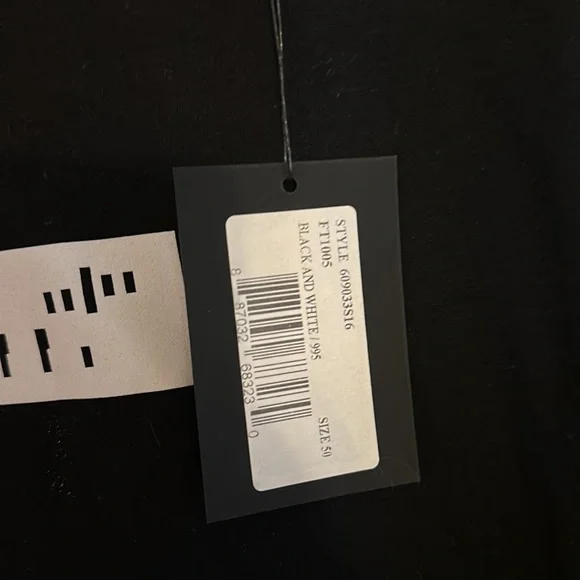 STYLE 609033S16
FT1005
BLACK AND WHITE / 995
SIZE 50
8 87032 68323 0